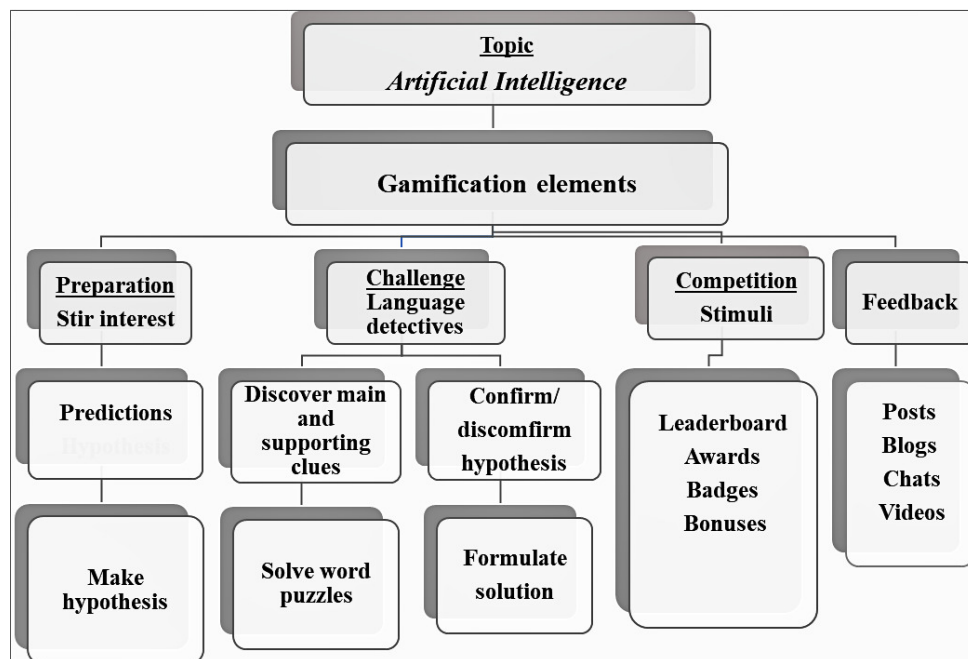 Topic
Artificial Intelligence
Gamification elements
Preparation
Stir interest
Challenge
Language
detectives
Competition
Stimuli
Feedback
Predictions
Hypothesis
Discover main
and
supporting
clues
Confirm/
discomfirm
hypothesis
Leaderboard
Awards
Badges
Bonuses
Posts
Blogs
Chats
Videos
Make
hypothesis
Solve word
puzzles
Formulate
solution